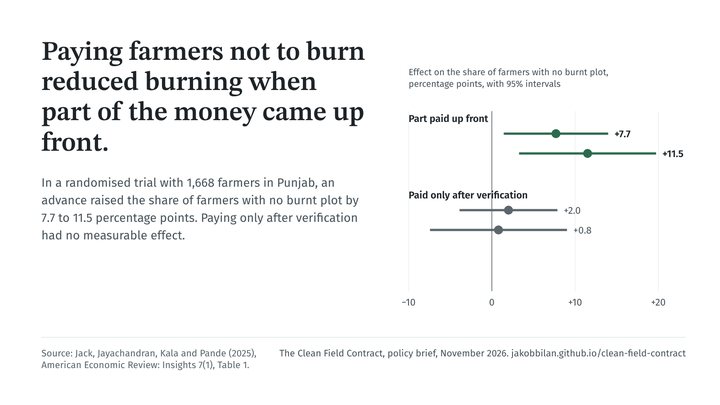 Paying farmers not to burn
reduced burning when
part of the money came up
front.
In a randomised trial with 1,668 farmers in Punjab, an
advance raised the share of farmers with no burnt plot by
7.7 to 11.5 percentage points. Paying only after verification
had no measurable effect.
Effect on the share of farmers with no burnt plot,
percentage points, with 95% intervals
Part paid up front
+7.7
+11.5
Paid only after verification
+2.0
+0.8
−10 0 +10 +20
Source: Jack, Jayachandran, Kala and Pande (2025),
American Economic Review: Insights 7(1), Table 1.
The Clean Field Contract, policy brief, November 2026. jakobbilan.github.io/clean-field-contract